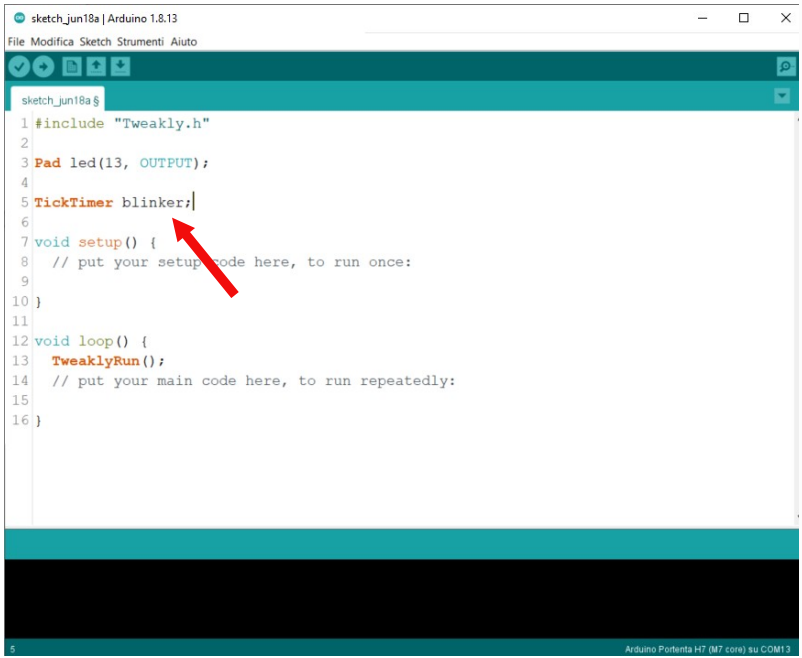 sketch_jun18a | Arduino 1.8.13
File Modifica Sketch Strumenti Aiuto
sketch_jun18a §
1 #include "Tweakly.h"
2
3 Pad led(13, OUTPUT);
4
5 TickTimer blinker;
6
7 void setup() {
8 // put your setup code here, to run once:
9
10 }
11
12 void loop() {
13 TweaklyRun();
14 // put your main code here, to run repeatedly:
15
16 }
5 Arduino Portenta H7 (M7 core) su COM13